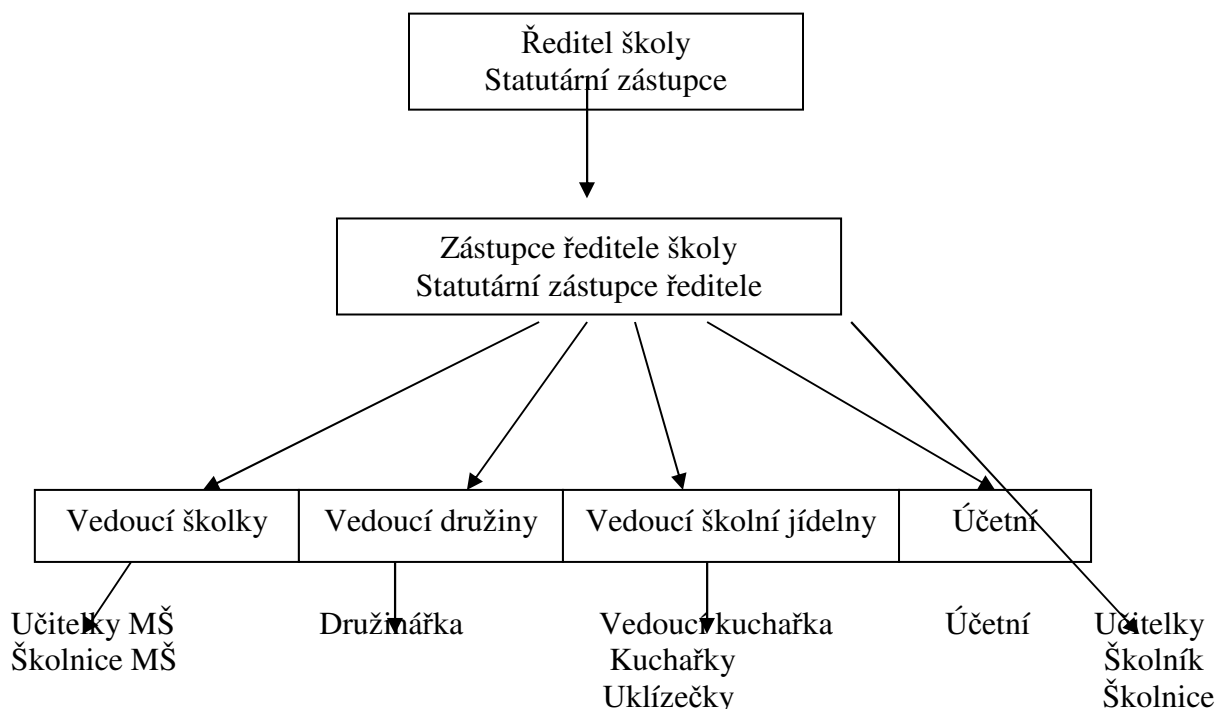 Ředitel školy
Statutární zástupce
Zástupce ředitele školy
Statutární zástupce ředitele
Vedoucí školky Vedoucí družiny Vedoucí školní jídelny Účetní
Učitelky MŠ Družinářka Vedoucí kuchařka Účetní Učitelky
Školnice MŠ Kuchařky Školník
Uklízečky Školnice